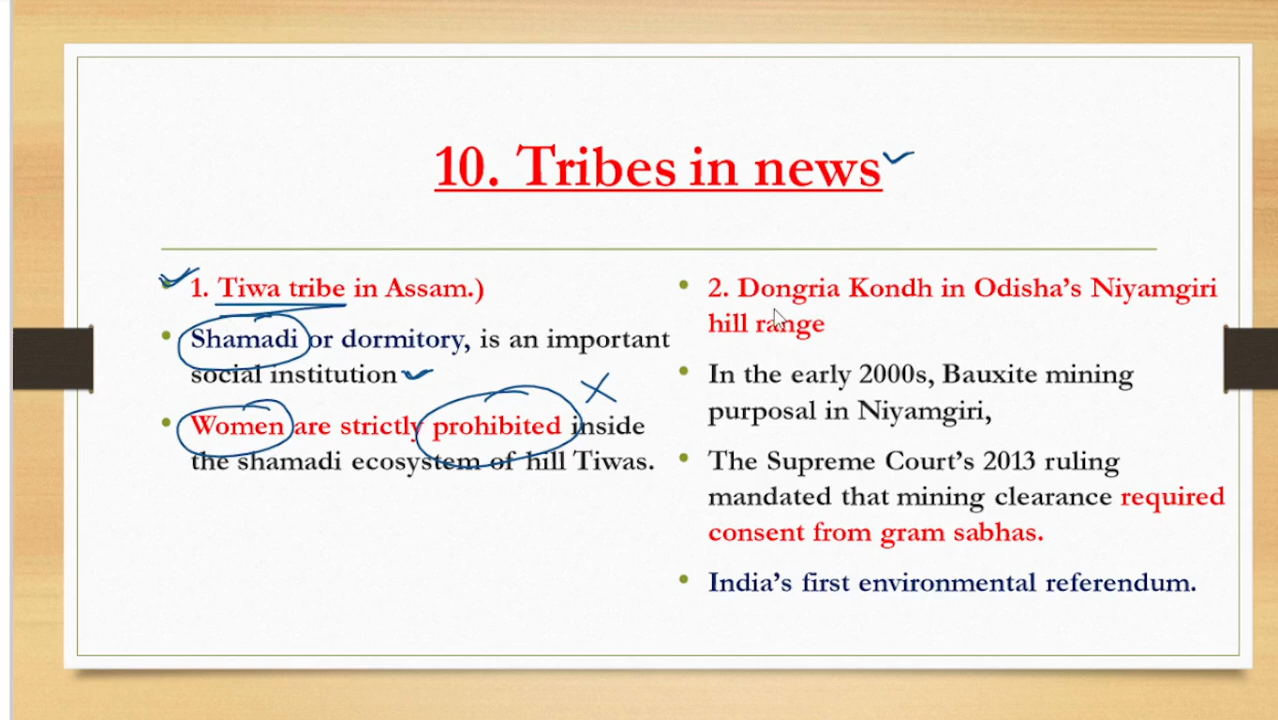 10. Tribes in news
1. Tiwa tribe in Assam.)
Shamadi or dormitory, is an important
social institution
Women are strictly prohibited inside
the shamadi ecosystem of hill Tiwas.
2. Dongria Kondh in Odisha's Niyamgiri
hill range
In the early 2000s, Bauxite mining
purposal in Niyamgiri,
The Supreme Court's 2013 ruling
mandated that mining clearance required
consent from gram sabhas.
India's first environmental referendum.